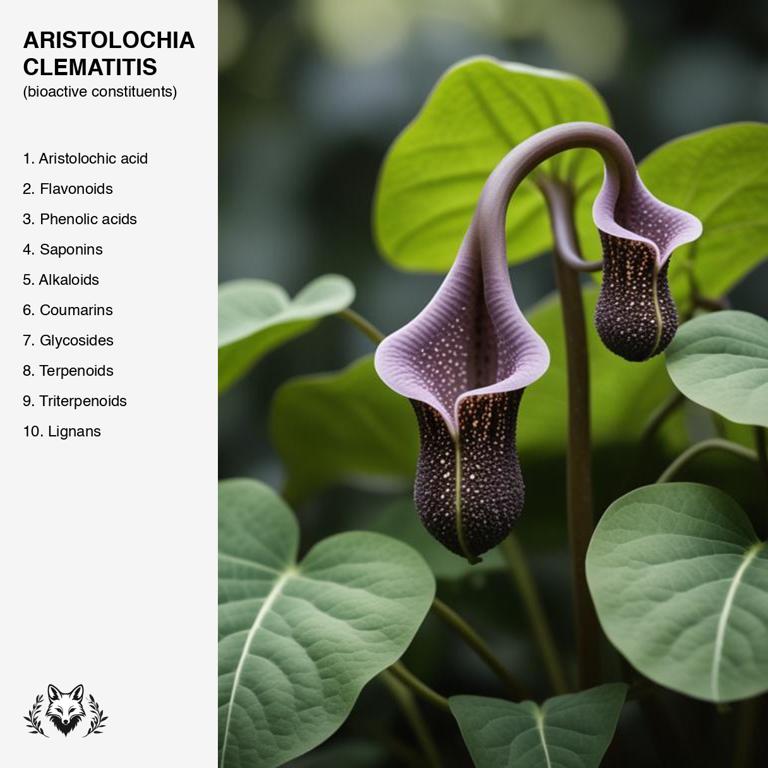 ARISTOLOCHIA
CLEMATITIS
(bioactive constituents)
1. Aristolochic acid
2. Flavonoids
3. Phenolic acids
4. Saponins
5. Alkaloids
6. Coumarins
7. Glycosides
8. Terpenoids
9. Triterpenoids
10. Lignans